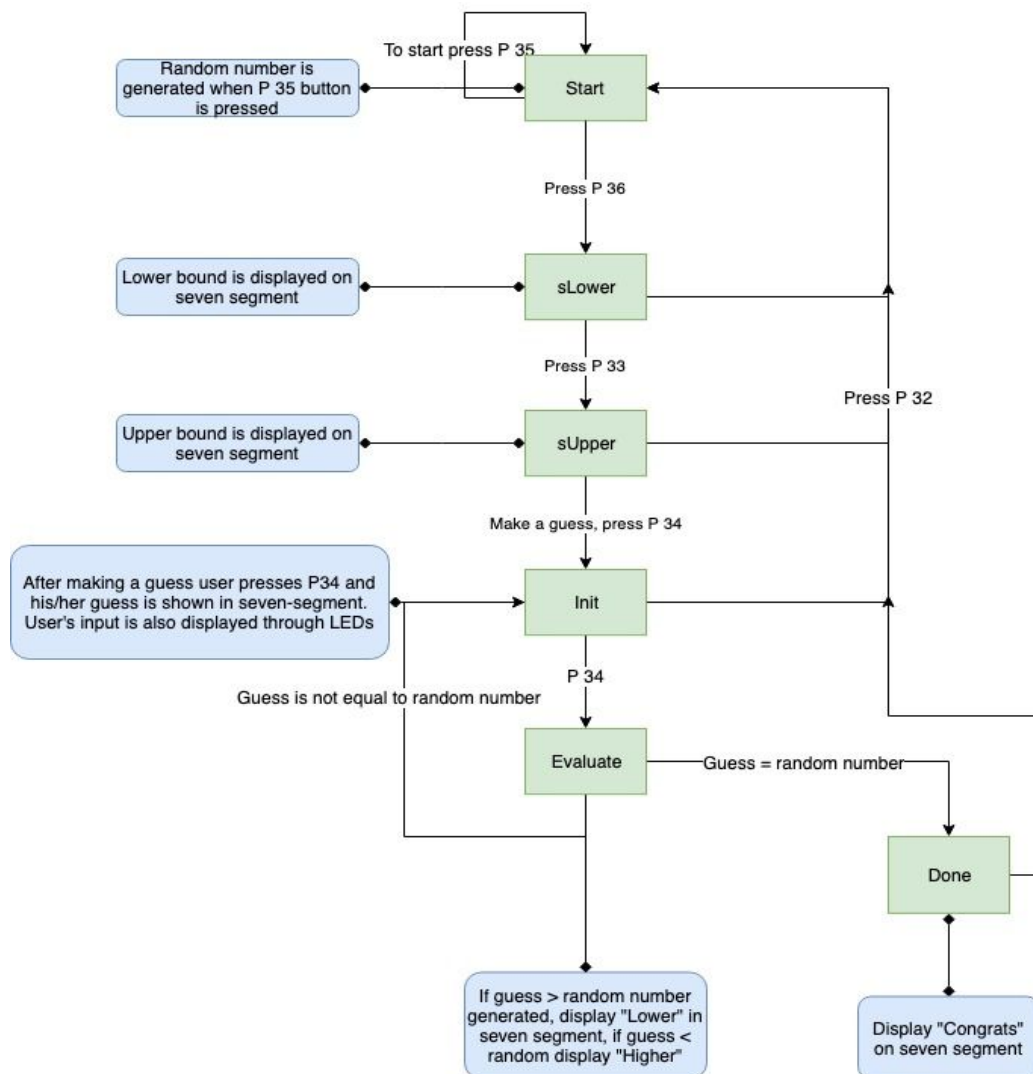 To start press P 35
Random number is
generated when P 35 button
is pressed
Start
Press P 36
Lower bound is displayed on
seven segment
sLower
Press P 33
Press P 32
Upper bound is displayed on
seven segment
sUpper
Make a guess, press P 34
After making a guess user presses P34 and
his/her guess is shown in seven-segment.
User's input is also displayed through LEDs
Init
P 34
Guess is not equal to random number
Evaluate
Guess = random number
Done
If guess > random number
generated, display "Lower" in
seven segment, if guess <
random display "Higher"
Display "Congrats"
on seven segment